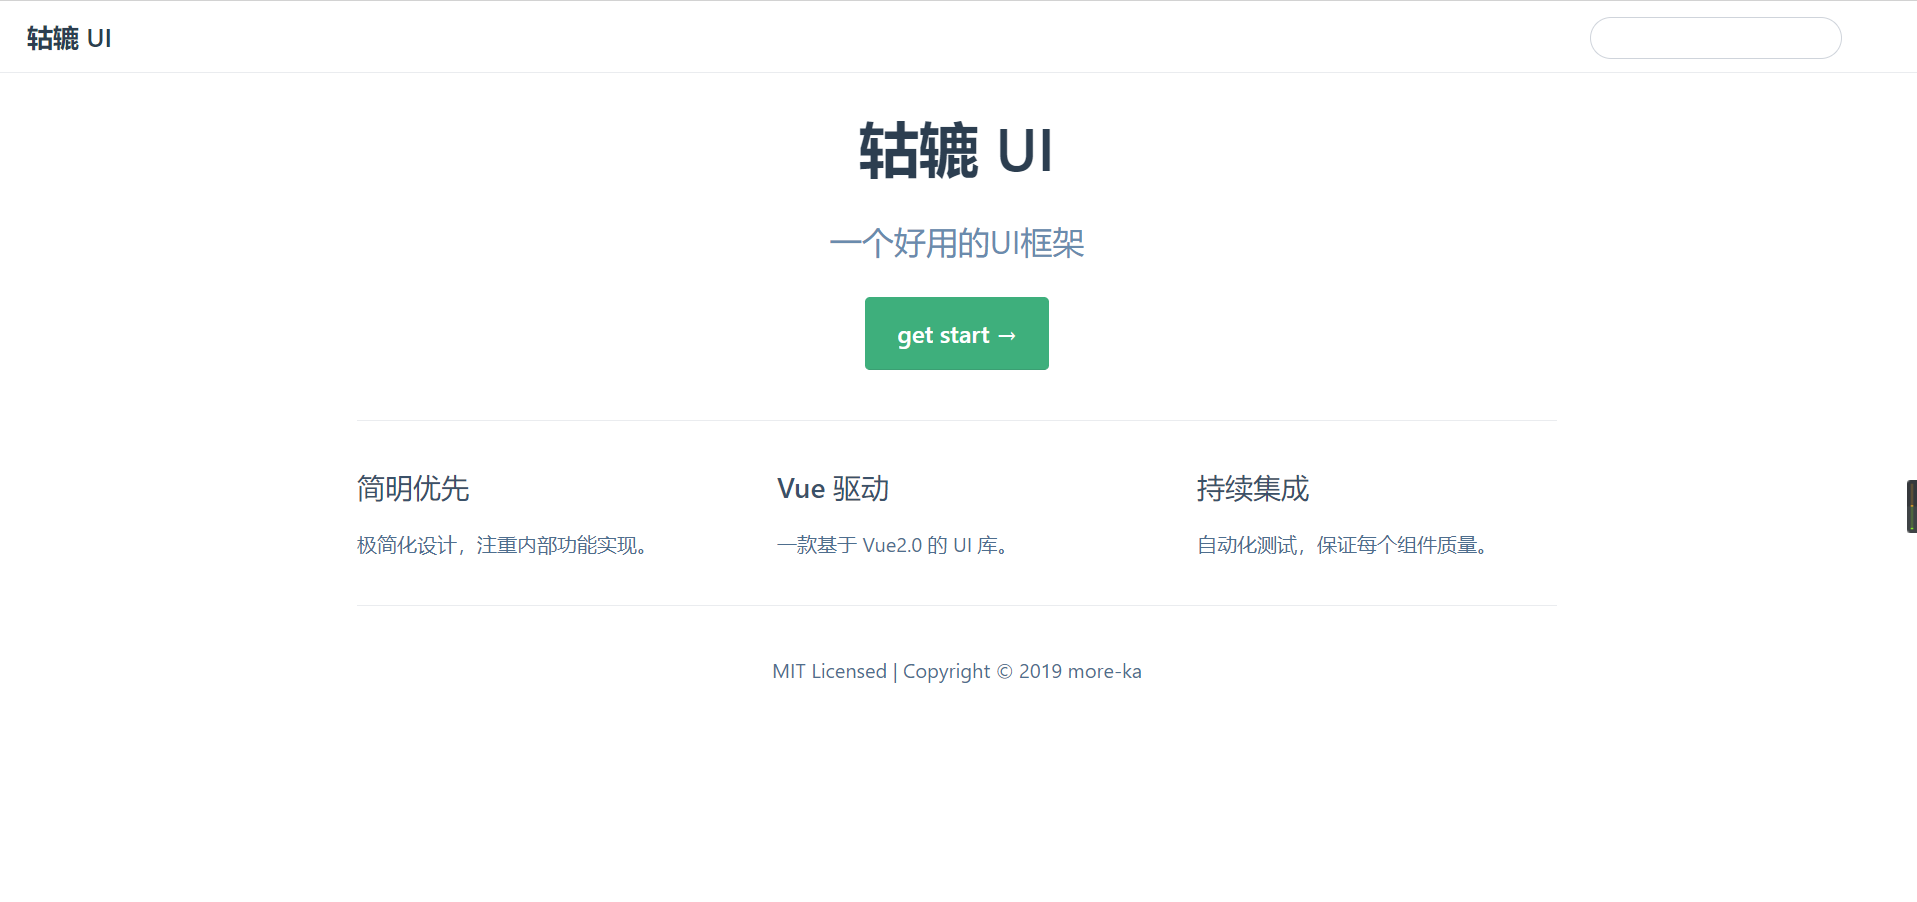 轱辘 UI
轱辘 UI
一个好用的UI框架
get start →
简明优先
极简化设计，注重内部功能实现。
Vue 驱动
一款基于 Vue2.0 的 UI 库。
持续集成
自动化测试，保证每个组件质量。
MIT Licensed | Copyright © 2019 more-ka